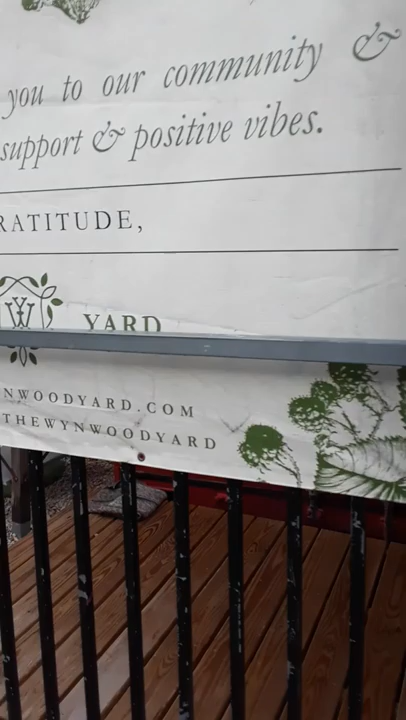 you to our community &
support & positive vibes.
RATITUDE,
W YARD
NWOODYARD.COM
THEWYNWOODYARD